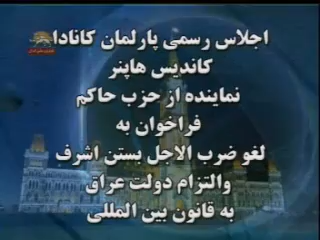 اجلاس رسمی پارلمان کانادا
کاندیس هاپنر
نماینده از حزب حاکم
فراخوان به
لغو ضرب الاجل بستن اشرف
والتزام دولت عراق
به قانون بین المللی